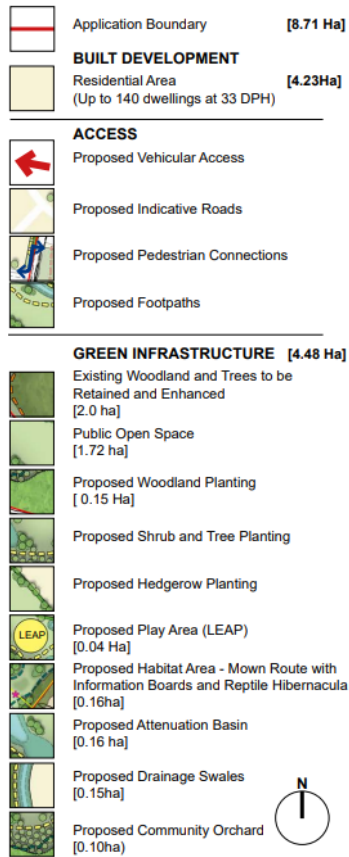 Application Boundary [8.71 Ha]
BUILT DEVELOPMENT
Residential Area [4.23Ha]
(Up to 140 dwellings at 33 DPH)
ACCESS
Proposed Vehicular Access
Proposed Indicative Roads
Proposed Pedestrian Connections
Proposed Footpaths
GREEN INFRASTRUCTURE [4.48 Ha]
Existing Woodland and Trees to be
Retained and Enhanced
[2.0 ha]
Public Open Space
[1.72 ha]
Proposed Woodland Planting
[ 0.15 Ha]
Proposed Shrub and Tree Planting
Proposed Hedgerow Planting
LEAP
Proposed Play Area (LEAP)
[0.04 Ha]
Proposed Habitat Area - Mown Route with
Information Boards and Reptile Hibernacula
[0.16ha]
Proposed Attenuation Basin
[0.16 ha]
Proposed Drainage Swales
[0.15ha]
N
Proposed Community Orchard
[0.10ha)